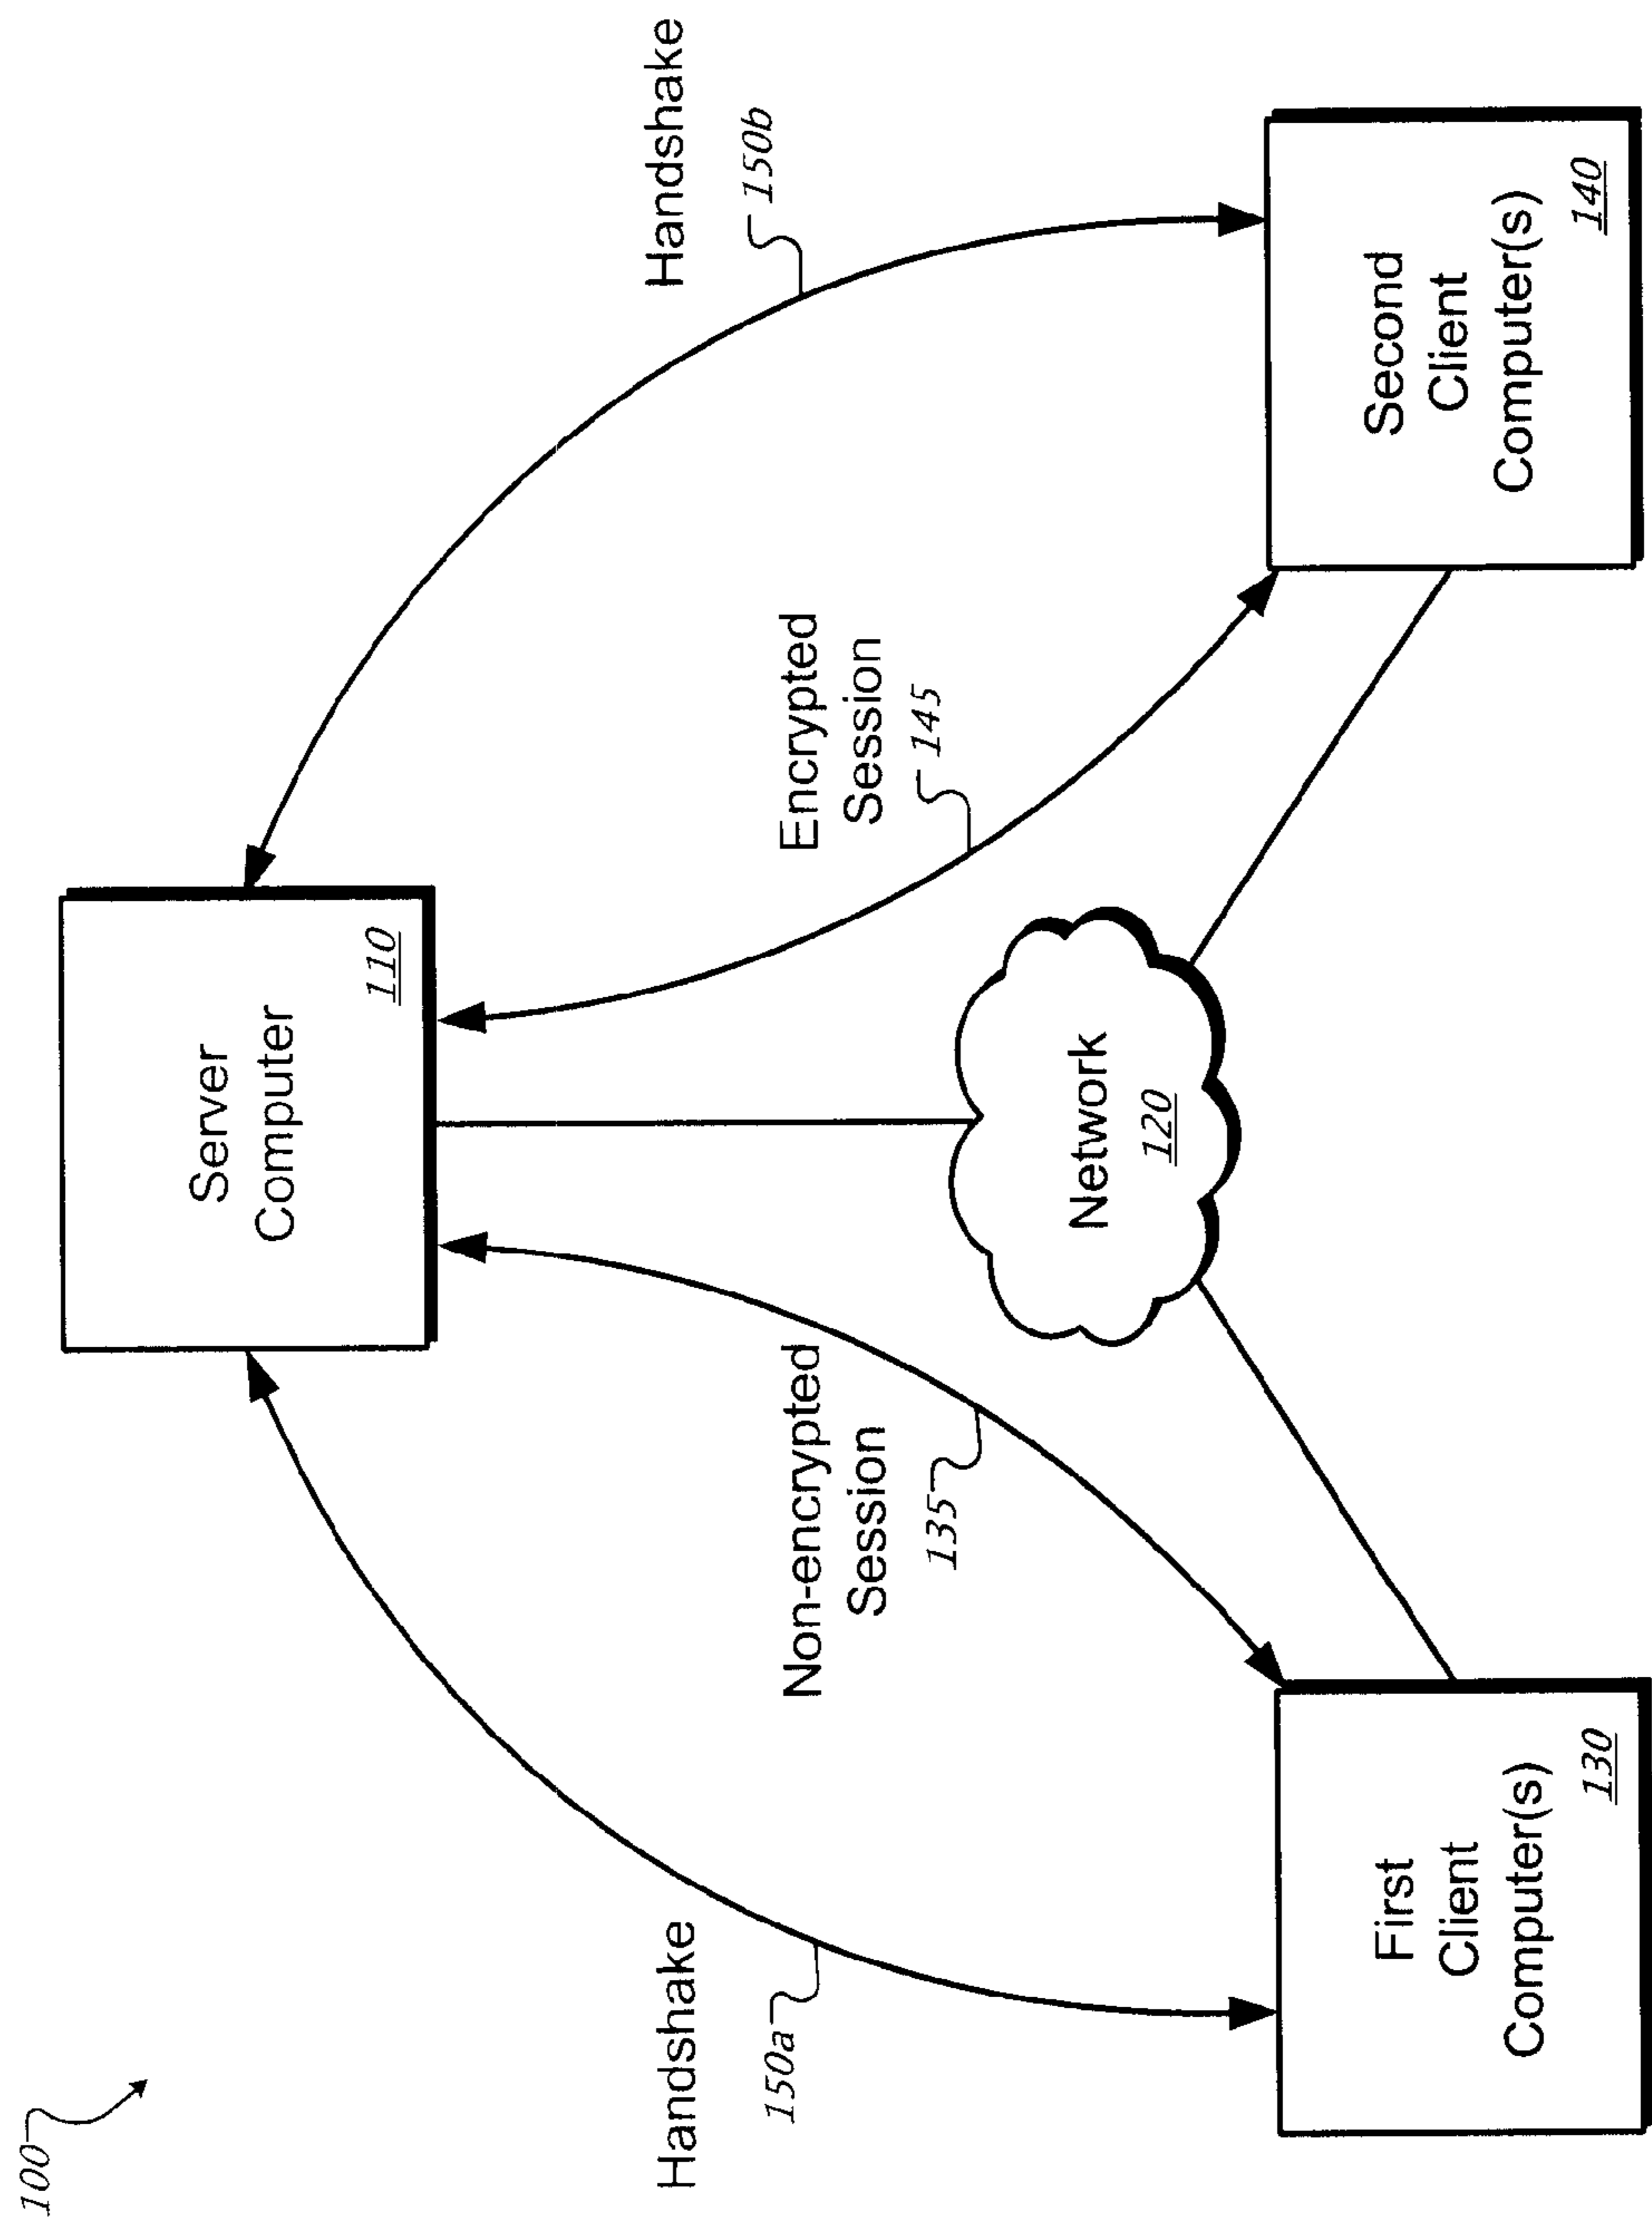 100
Server
Computer
110
Handshake
150a
Non-encrypted
Session
135
Encrypted
Session
145
Handshake
150b
Network
120
First
Client
Computer(s)
130
Second
Client
Computer(s)
140